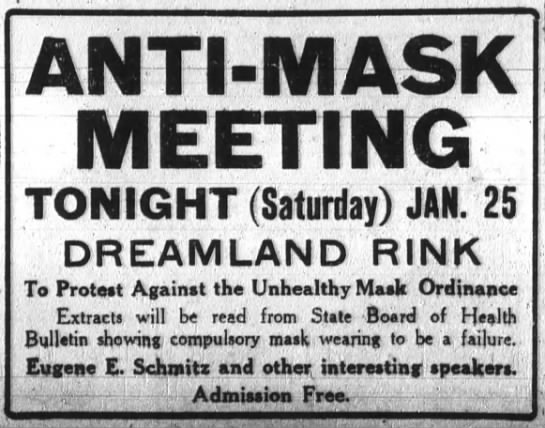 ANTI-MASK
MEETING
TONIGHT (Saturday) JAN. 25
DREAMLAND RINK
To Protest Against the Unhealthy Mask Ordinance
Extracts will be read from State Board of Health
Bulletin showing compulsory mask wearing to be a failure.
Eugene E. Schmitz and other interesting speakers.
Admission Free.